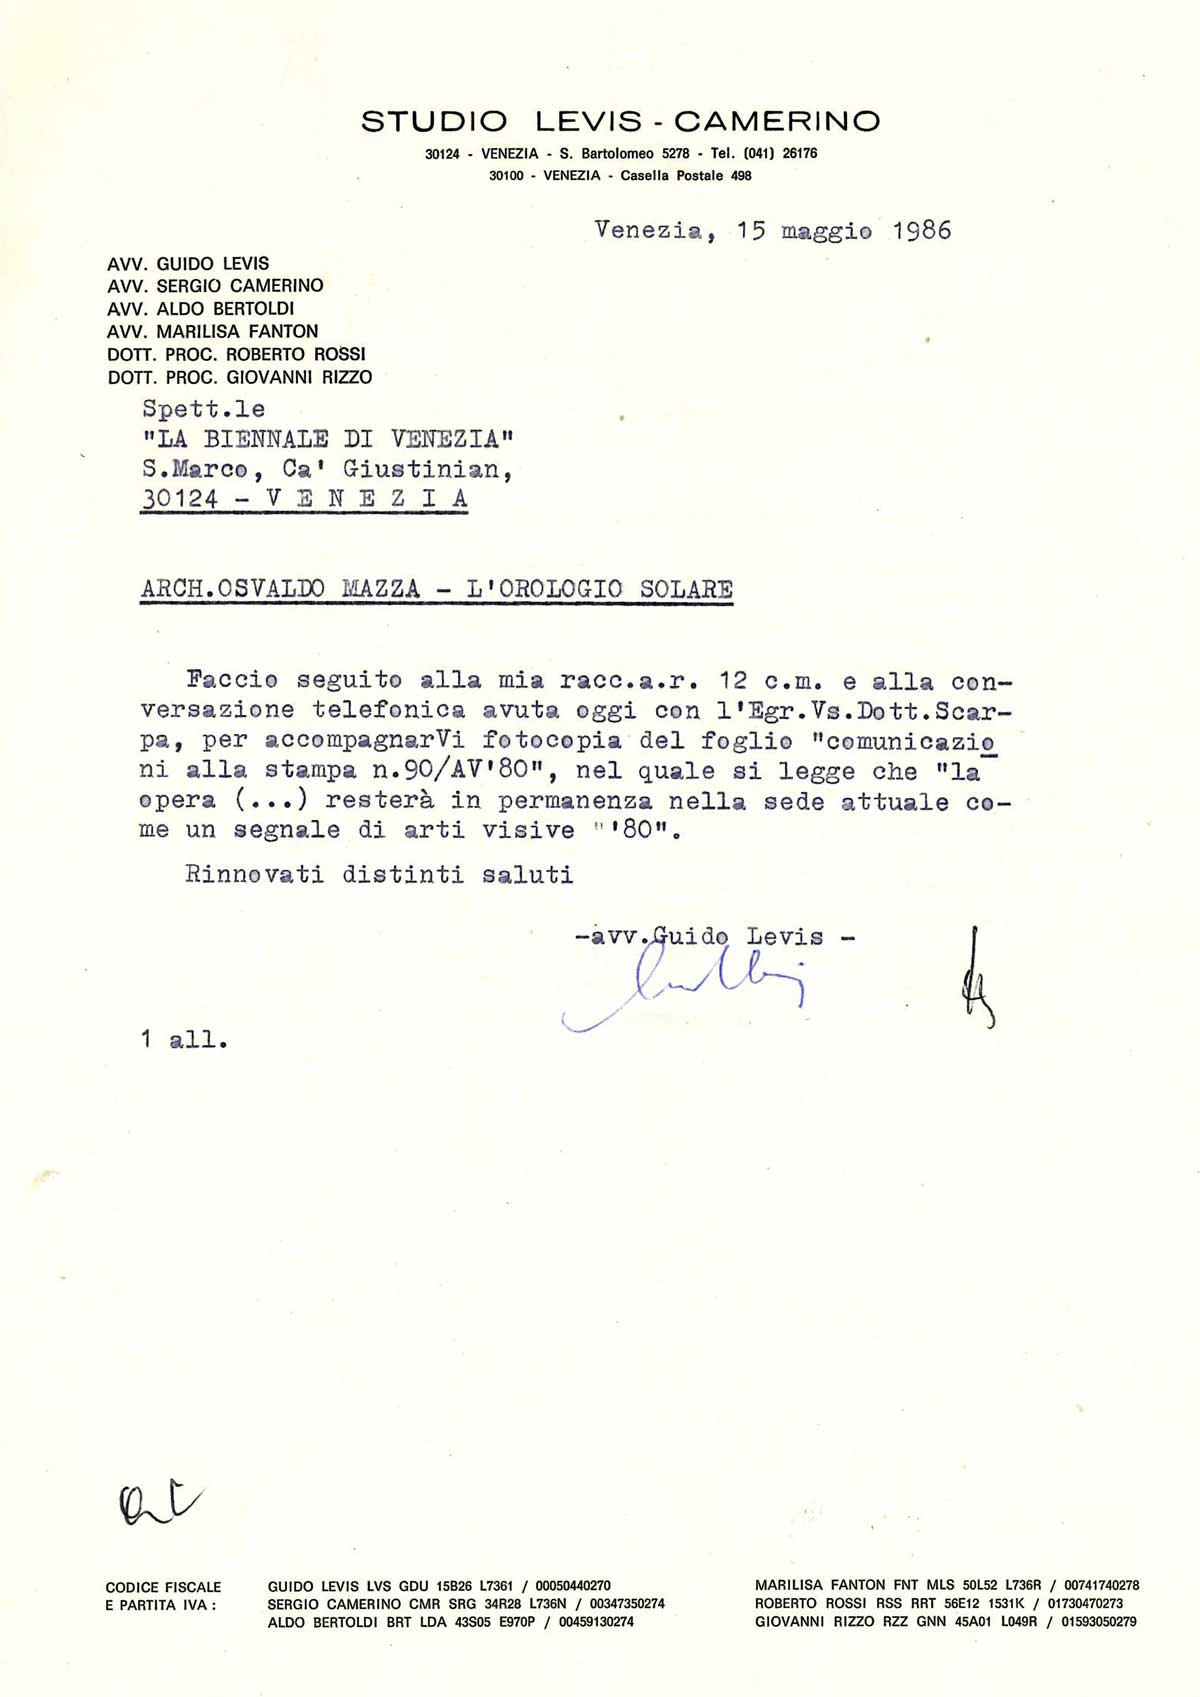 STUDIO LEVIS - CAMERINO
30124 - VENEZIA - S. Bartolomeo 5278 - Tel. (041) 26176
30100 - VENEZIA - Casella Postale 498
Venezia, 15 maggio 1986
AVV. GUIDO LEVIS
AVV. SERGIO CAMERINO
AVV. ALDO BERTOLDI
AVV. MARILISA FANTON
DOTT. PROC. ROBERTO ROSSI
DOTT. PROC. GIOVANNI RIZZO
Spett.le
"LA BIENNALE DI VENEZIA"
S.Marco, Ca' Giustinian,
30124 - V E N E Z I A
ARCH.OSVALDO MAZZA - L'OROLOGIO SOLARE
Faccio seguito alla mia racc.a.r. 12 c.m. e alla con-
versazione telefonica avuta oggi con l'Egr.Vs.Dott.Scar-
pa, per accompagnarVi fotocopia del foglio "comunicazio
ni alla stampa n.90/AV'80", nel quale si legge che "la
opera (...) resterà in permanenza nella sede attuale co-
me un segnale di arti visive "'80".
Rinnovati distinti saluti
-avv.Guido Levis -
1 all.
CODICE FISCALE
E PARTITA IVA :
GUIDO LEVIS LVS GDU 15B26 L7361 / 00050440270
SERGIO CAMERINO CMR SRG 34R28 L736N / 00347350274
ALDO BERTOLDI BRT LDA 43S05 E970P / 00459130274
MARILISA FANTON FNT MLS 50L52 L736R / 00741740278
ROBERTO ROSSI RSS RRT 56E12 1531K / 01730470273
GIOVANNI RIZZO RZZ GNN 45A01 L049R / 01593050279